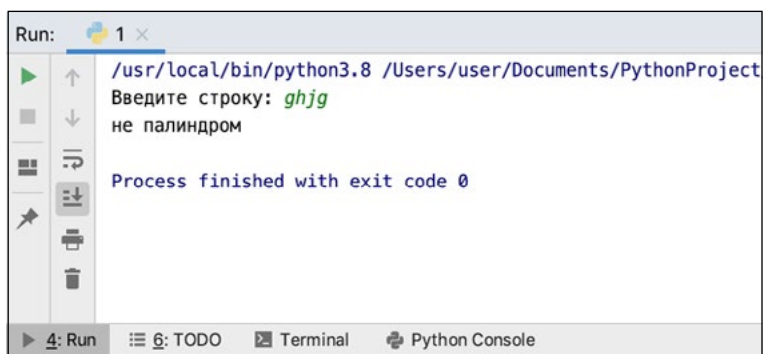 Run: 1
/usr/local/bin/python3.8 /Users/user/Documents/PythonProject
Введите строку: ghjg
не палиндром
Process finished with exit code 0
4: Run 6: TODO Terminal Python Console